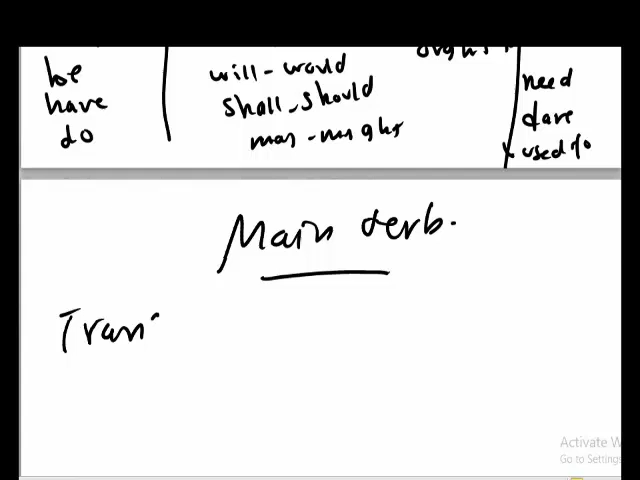 be
have
do
will - would
shall - should
may - might
need
dare
used to
Main verb.
Tran
Activate W
Go to Settings